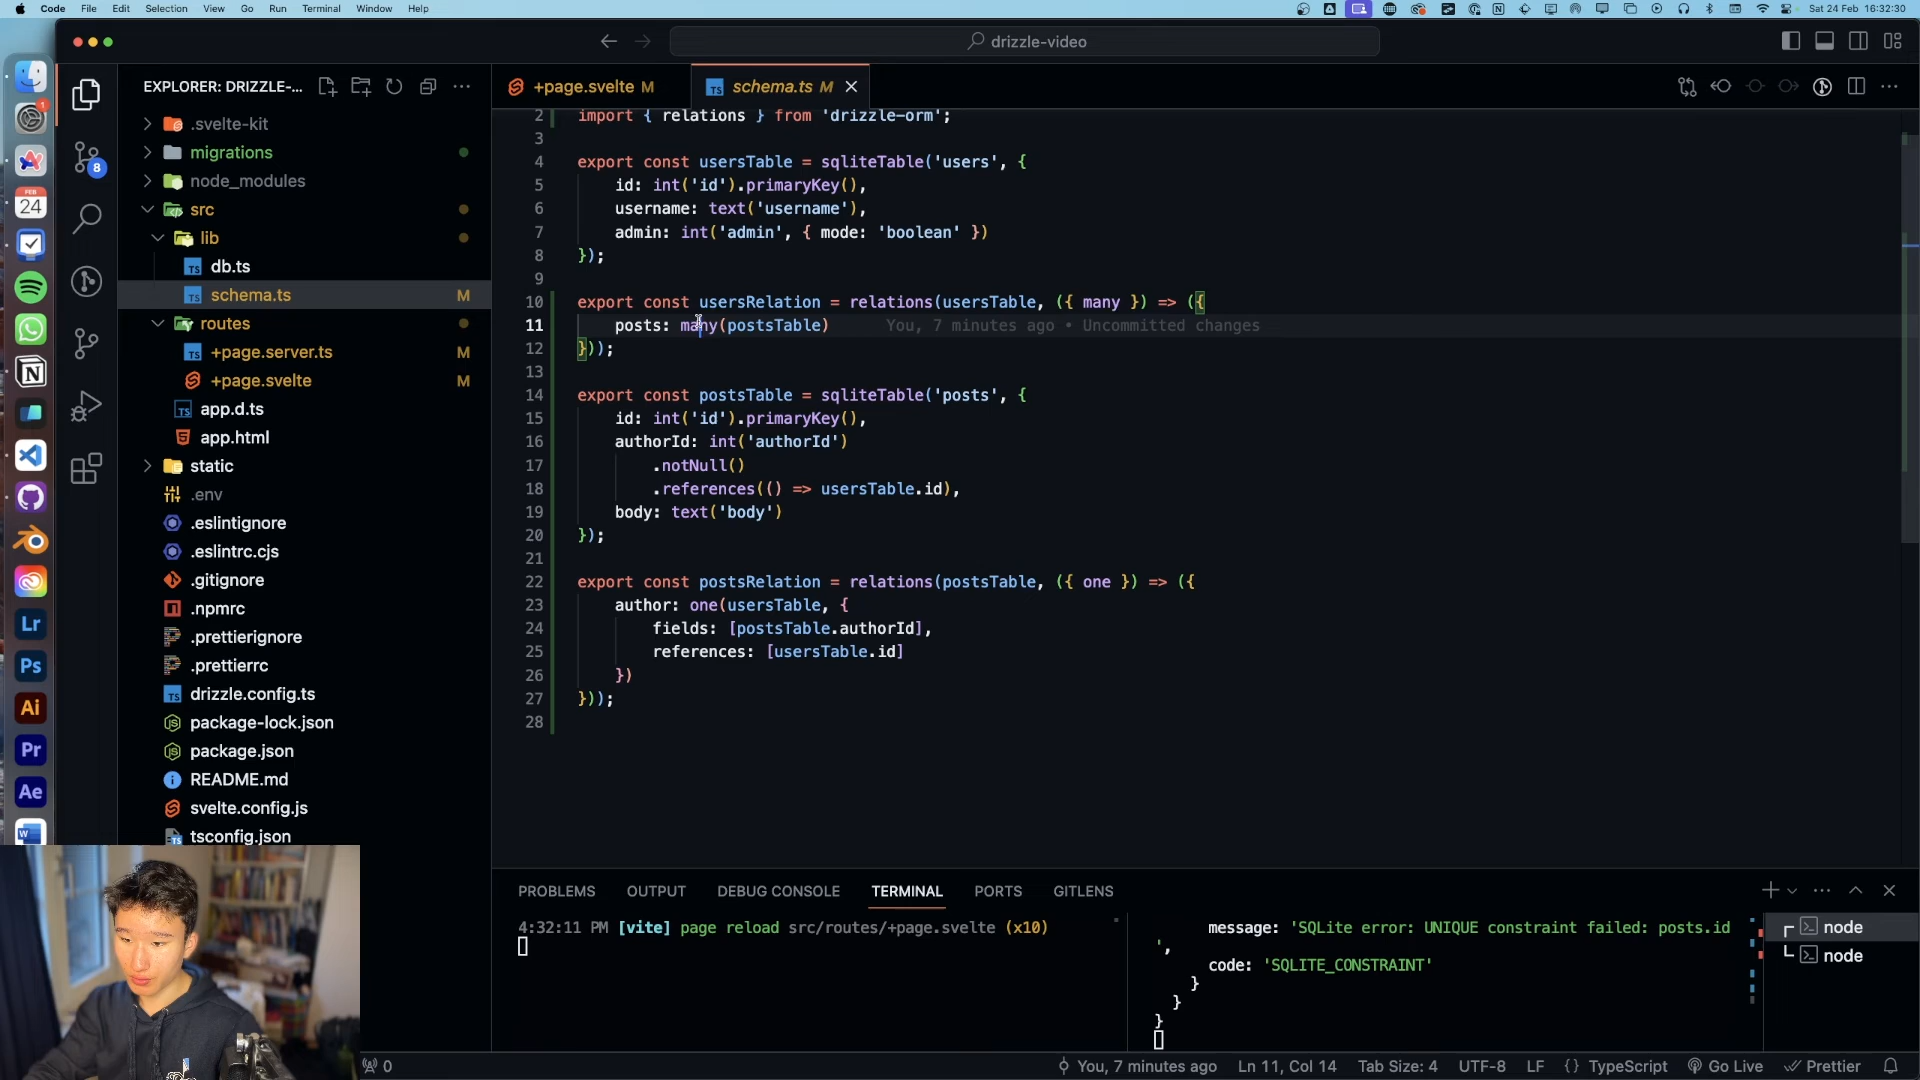 Code File Edit Selection View Go Run Terminal Window Help Sat 24 Feb 16:32:30
drizzle-video
EXPLORER: DRIZZLE-...
+page.svelte M
schema.ts M
.svelte-kit
migrations
node_modules
src
lib
db.ts
schema.ts M
routes
+page.server.ts M
+page.svelte M
app.d.ts
app.html
static
.env
.eslintignore
.eslintrc.cjs
.gitignore
.npmrc
.prettierignore
.prettierrc
drizzle.config.ts
package-lock.json
package.json
README.md
svelte.config.js
tsconfig.json
8
1
FEB
24
Lr
Ps
Ai
Pr
Ae
W
2 import { relations } from 'drizzle-orm';
3
4 export const usersTable = sqliteTable('users', {
5 id: int('id').primaryKey(),
6 username: text('username'),
7 admin: int('admin', { mode: 'boolean' })
8 });
9
10 export const usersRelation = relations(usersTable, ({ many }) => ({
11 posts: many(postsTable) You, 7 minutes ago • Uncommitted changes
12 }));
13
14 export const postsTable = sqliteTable('posts', {
15 id: int('id').primaryKey(),
16 authorId: int('authorId')
17 .notNull()
18 .references(() => usersTable.id),
19 body: text('body')
20 });
21
22 export const postsRelation = relations(postsTable, ({ one }) => ({
23 author: one(usersTable, {
24 fields: [postsTable.authorId],
25 references: [usersTable.id]
26 })
27 }));
28
PROBLEMS OUTPUT DEBUG CONSOLE TERMINAL PORTS GITLENS
4:32:11 PM [vite] page reload src/routes/+page.svelte (x10)
message: 'SQLite error: UNIQUE constraint failed: posts.id
',
code: 'SQLITE_CONSTRAINT'
}
}
}
node
node
0
You, 7 minutes ago Ln 11, Col 14 Tab Size: 4 UTF-8 LF {} TypeScript Go Live Prettier